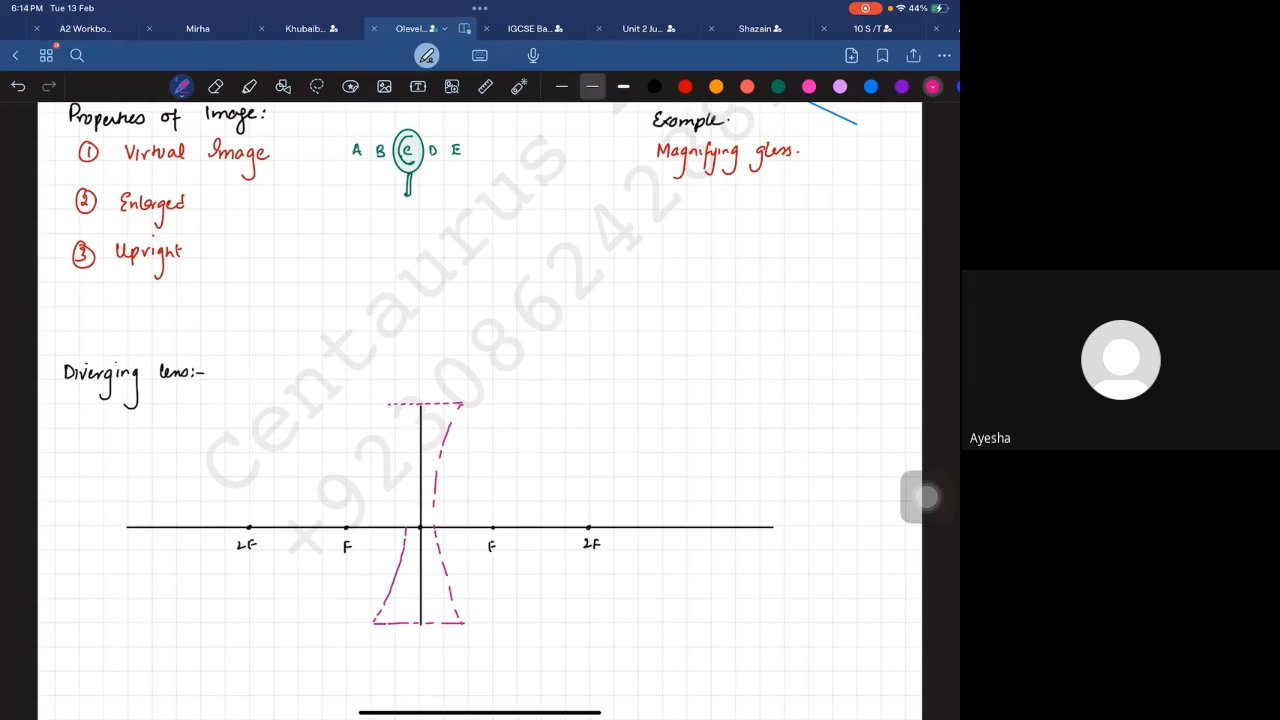 6:14 PM Tue 13 Feb
44%
A2 Workbo...
Mirha
Khubaib...
Olevel...
IGCSE Ba...
Unit 2 Ju...
Shazain
10 S /T
Properties of Image:
① Virtual Image
② Enlarged
③ Upright
A B C D E
Example.
Magnifying glass.
Diverging lens:-
2F F F 2F
Centaurus
Ayesha